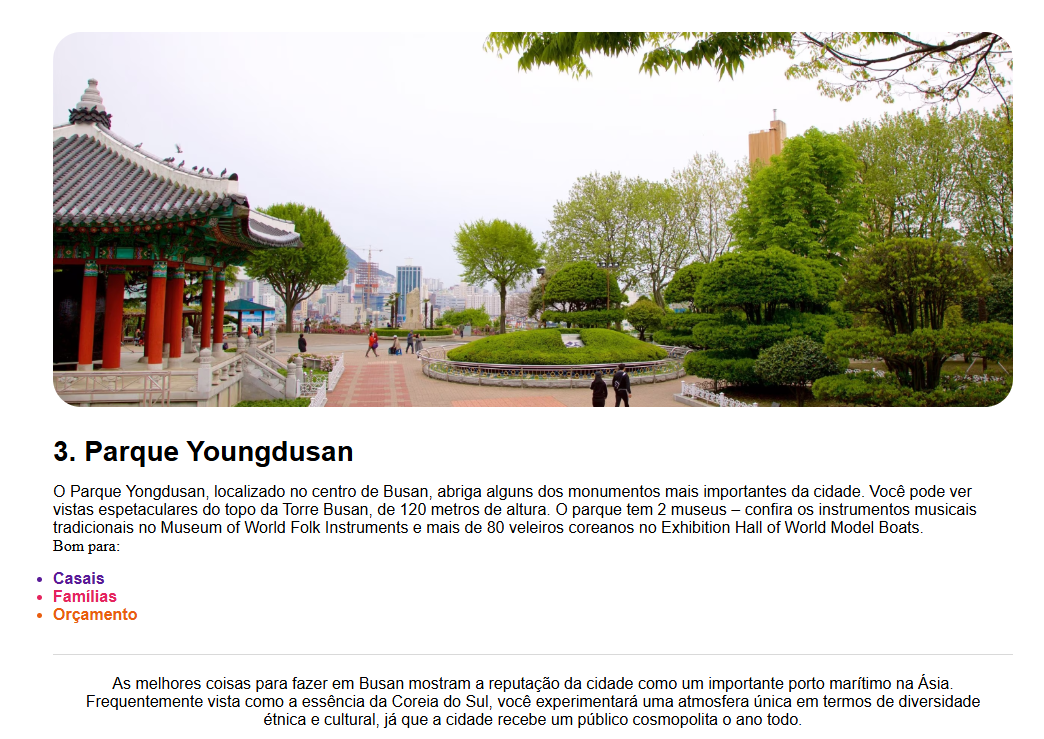 3. Parque Youngdusan
O Parque Yongdusan, localizado no centro de Busan, abriga alguns dos monumentos mais importantes da cidade. Você pode ver
vistas espetaculares do topo da Torre Busan, de 120 metros de altura. O parque tem 2 museus – confira os instrumentos musicais
tradicionais no Museum of World Folk Instruments e mais de 80 veleiros coreanos no Exhibition Hall of World Model Boats.
Bom para:
• Casais
• Famílias
• Orçamento
As melhores coisas para fazer em Busan mostram a reputação da cidade como um importante porto marítimo na Ásia.
Frequentemente vista como a essência da Coreia do Sul, você experimentará uma atmosfera única em termos de diversidade
étnica e cultural, já que a cidade recebe um público cosmopolita o ano todo.